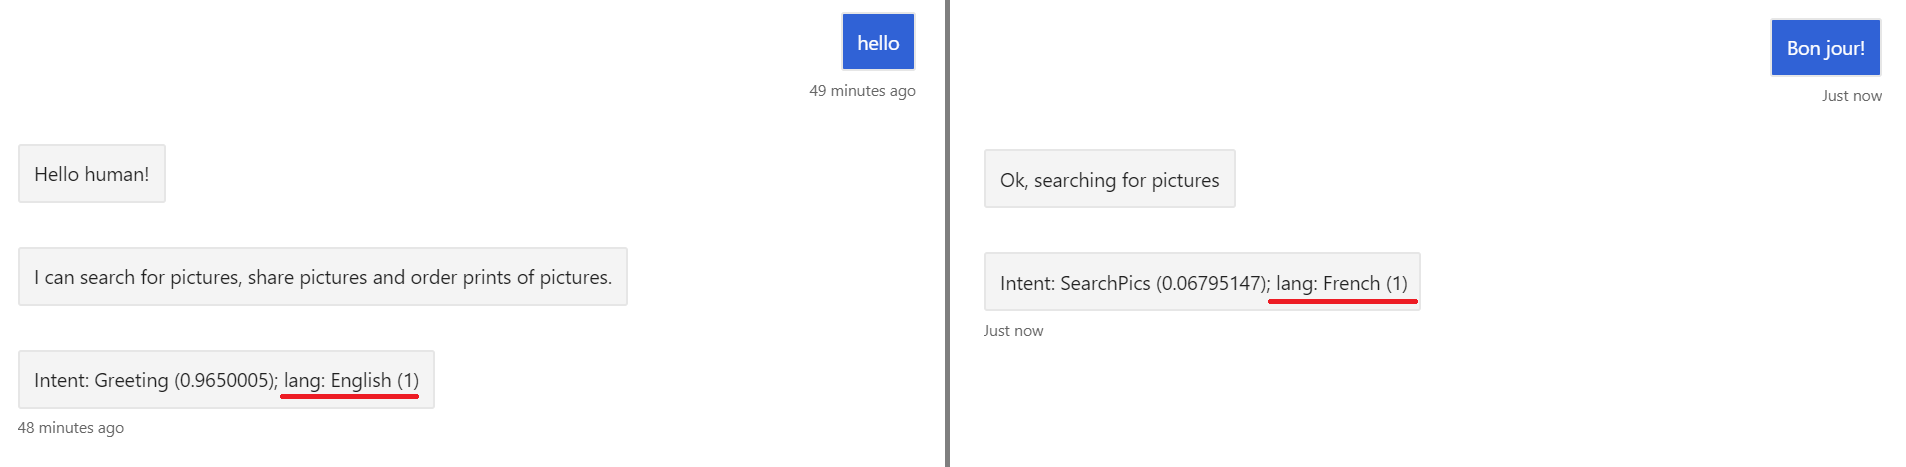 hello
49 minutes ago
Hello human!
I can search for pictures, share pictures and order prints of pictures.
Intent: Greeting (0.9650005); lang: English (1)
48 minutes ago
Bon jour!
Just now
Ok, searching for pictures
Intent: SearchPics (0.06795147); lang: French (1)
Just now